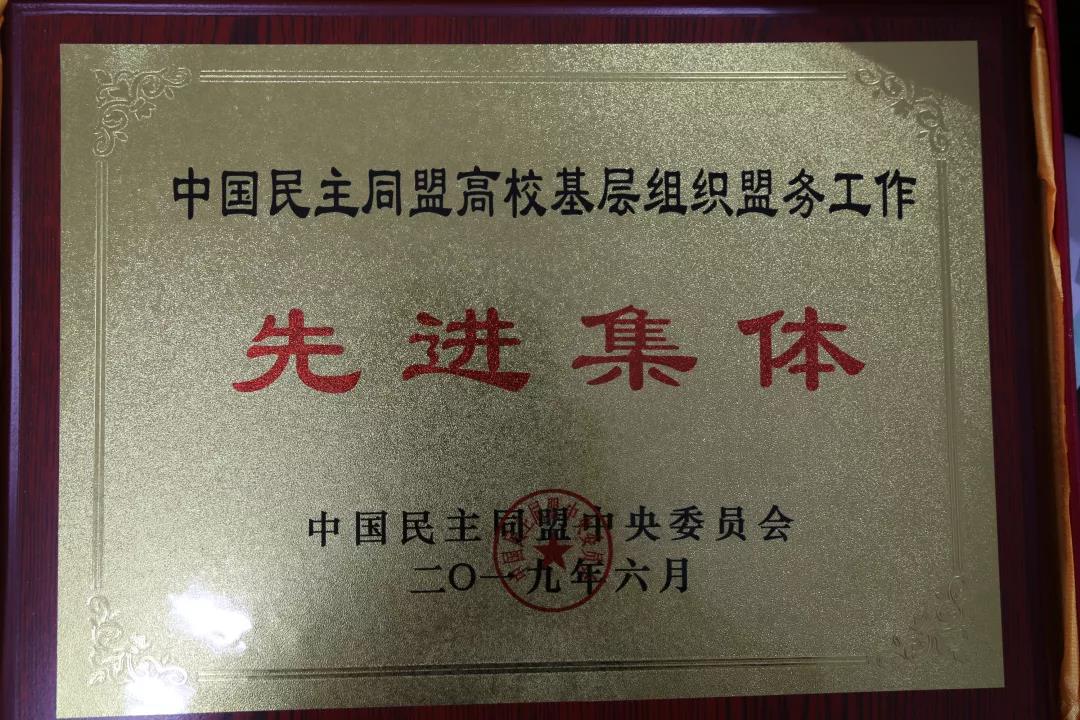 中国民主同盟高校基层组织盟务工作
先进集体
中国民主同盟中央委员会
二〇一九年六月